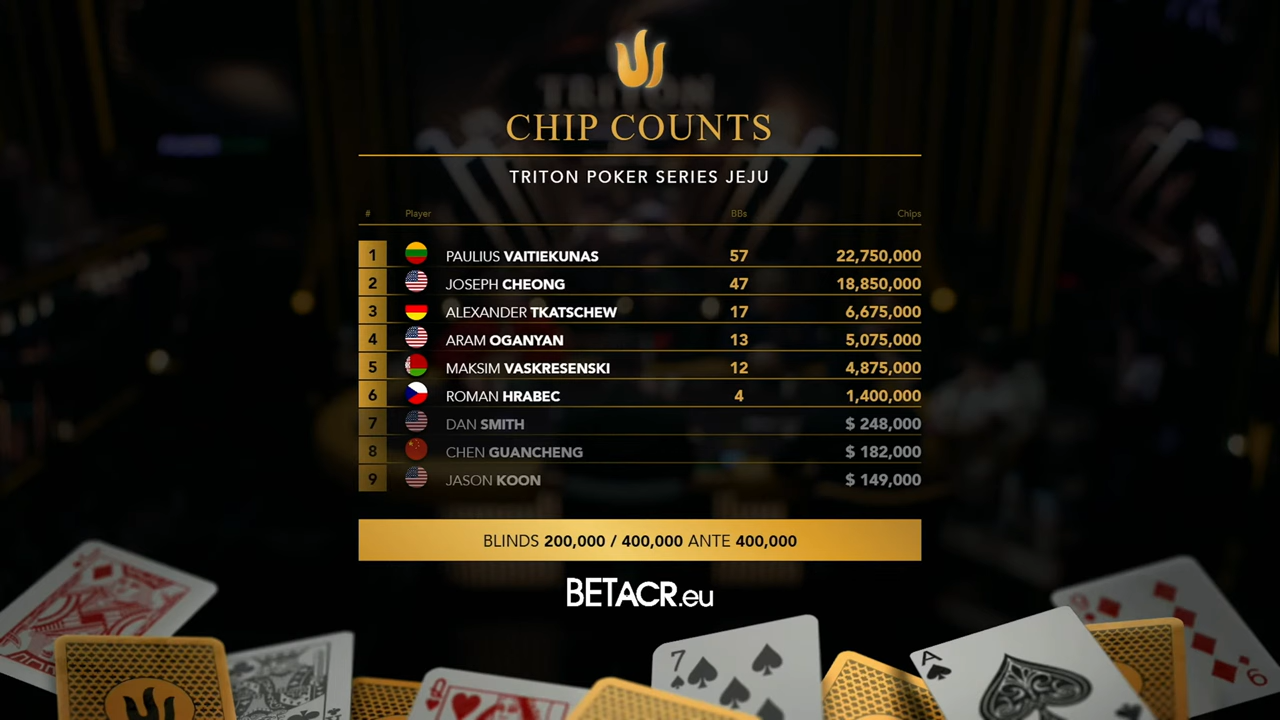 TRITON
CHIP COUNTS
TRITON POKER SERIES JEJU
# Player BBs Chips
1 PAULIUS VAITIEKUNAS 57 22,750,000
2 JOSEPH CHEONG 47 18,850,000
3 ALEXANDER TKATSCHEW 17 6,675,000
4 ARAM OGANYAN 13 5,075,000
5 MAKSIM VASKRESENSKI 12 4,875,000
6 ROMAN HRABEC 4 1,400,000
7 DAN SMITH $ 248,000
8 CHEN GUANCHENG $ 182,000
9 JASON KOON $ 149,000
BLINDS 200,000 / 400,000 ANTE 400,000
BETACR.eu
7
A
Q
9